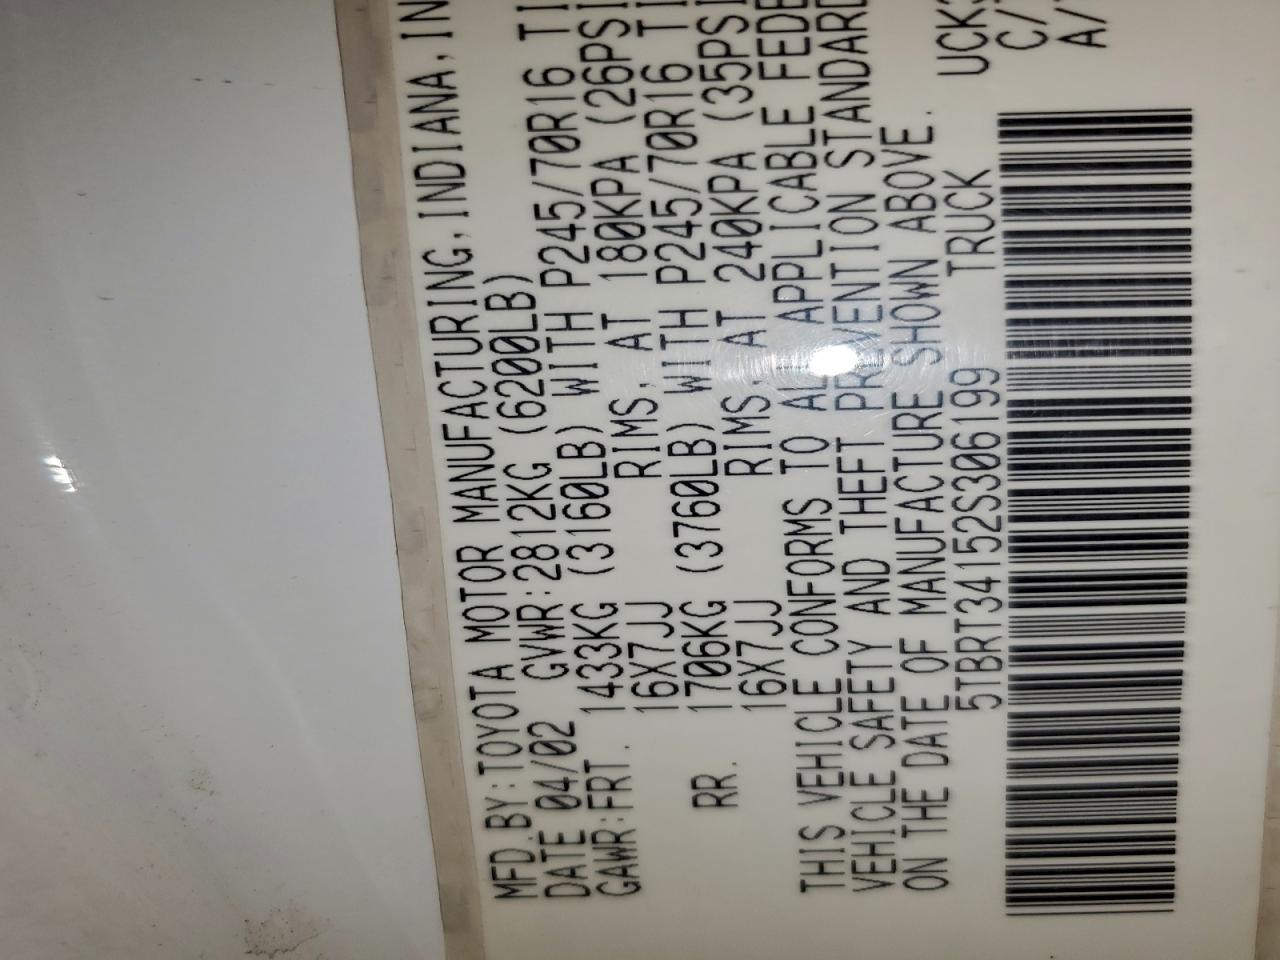 MFD.BY:TOYOTA MOTOR MANUFACTURING,INDIANA,IN
DATE 04/02 GVWR:2812KG (6200LB)
GAWR:FRT. 1433KG (3160LB) WITH P245/70R16 TI
16X7JJ RIMS, AT 180KPA (26PSI
RR. 1706KG (3760LB) WITH P245/70R16 TI
16X7JJ RIMS, AT 240KPA (35PSI
THIS VEHICLE CONFORMS TO ALL APPLICABLE FEDE
VEHICLE SAFETY AND THEFT PREVENTION STANDARD
ON THE DATE OF MANUFACTURE SHOWN ABOVE.
5TBRT34152S306199 TRUCK UCK3
C/
A/